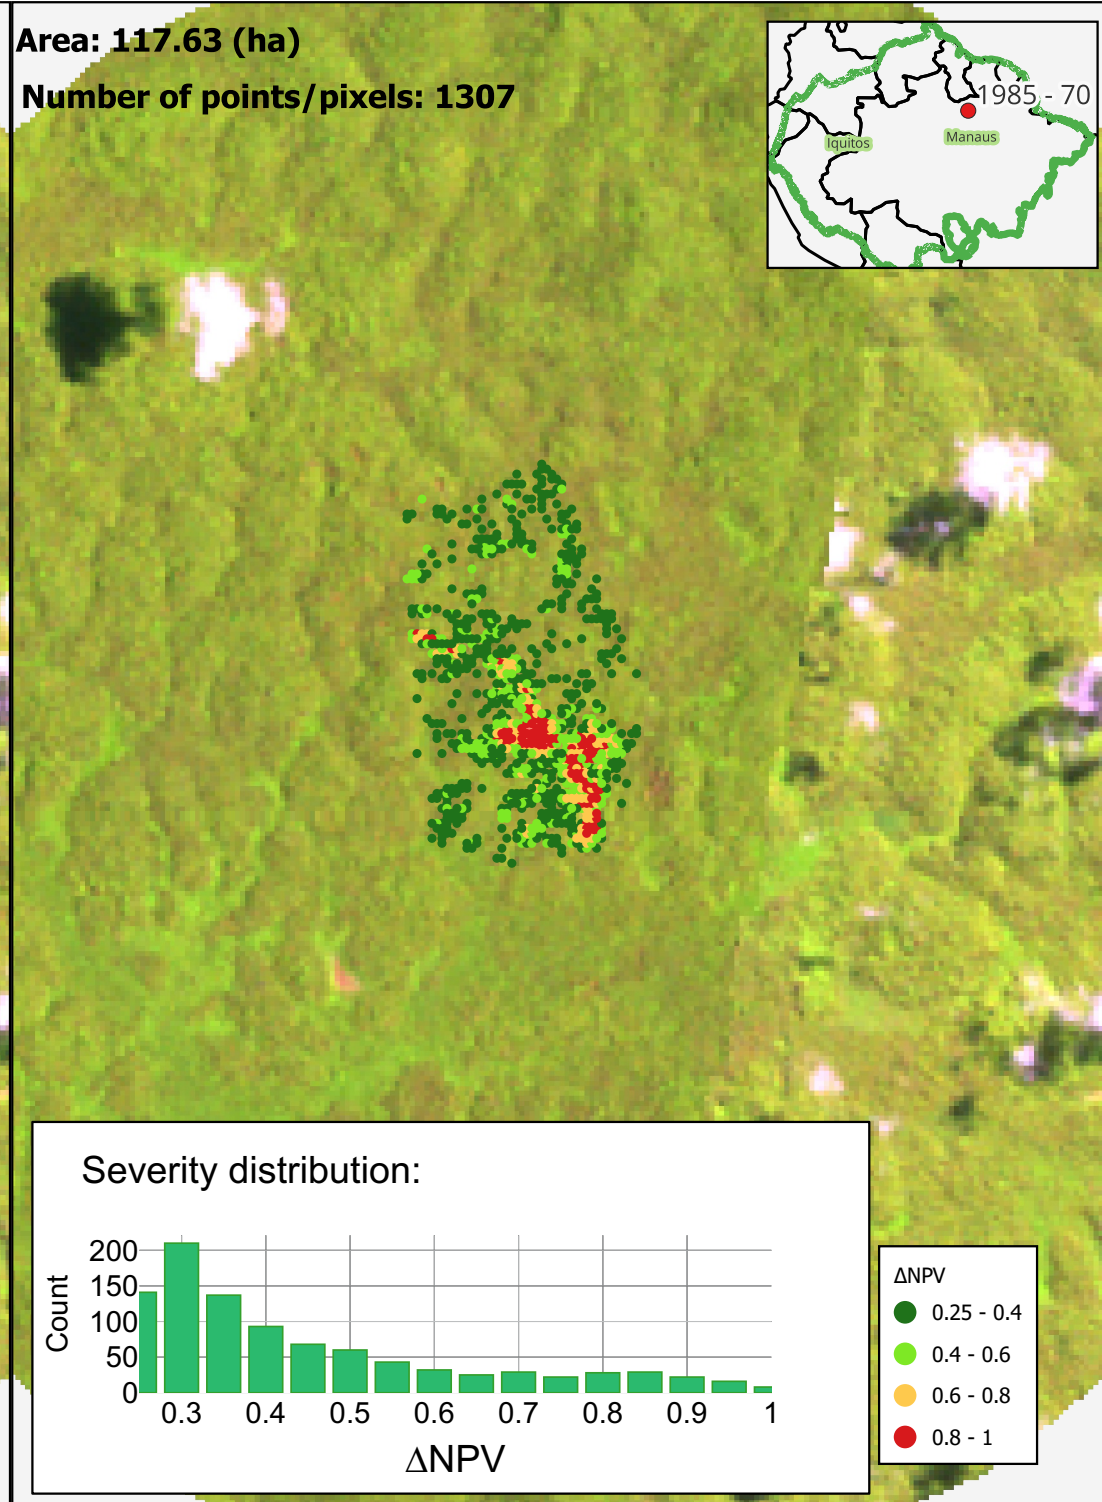 Area: 117.63 (ha)
Number of points/pixels: 1307
1985 - 70
Iquitos
Manaus
Severity distribution:
Count
200
150
100
50
0
0.3 0.4 0.5 0.6 0.7 0.8 0.9 1
ΔNPV
ΔNPV
0.25 - 0.4
0.4 - 0.6
0.6 - 0.8
0.8 - 1